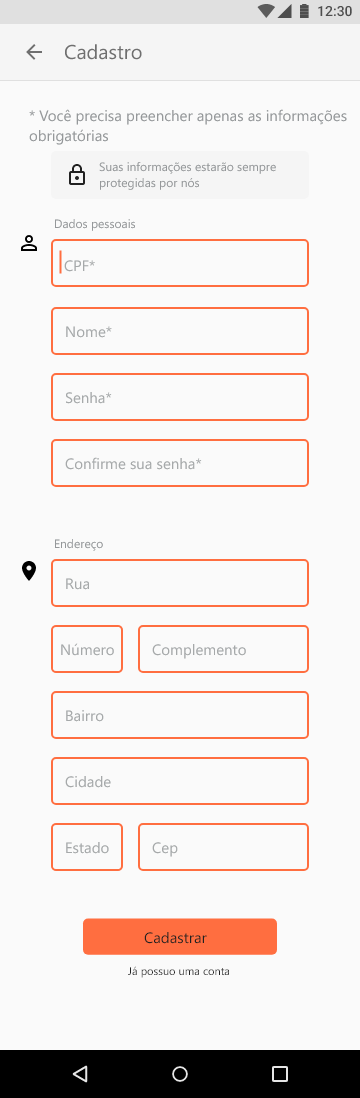 12:30
Cadastro
* Você precisa preencher apenas as informações
obrigatórias
Suas informações estarão sempre
protegidas por nós
Dados pessoais
CPF*
Nome*
Senha*
Confirme sua senha*
Endereço
Rua
Número
Complemento
Bairro
Cidade
Estado
Cep
Cadastrar
Já possuo uma conta